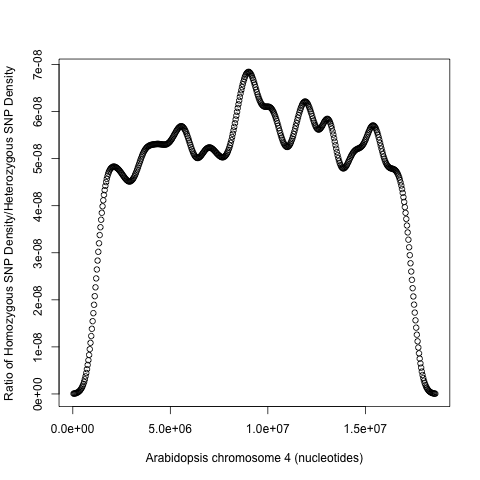 Ratio of Homozygous SNP Density/Heterozygous SNP Density
7e-08
6e-08
5e-08
4e-08
3e-08
2e-08
1e-08
0e+00
0.0e+00 5.0e+06 1.0e+07 1.5e+07
Arabidopsis chromosome 4 (nucleotides)